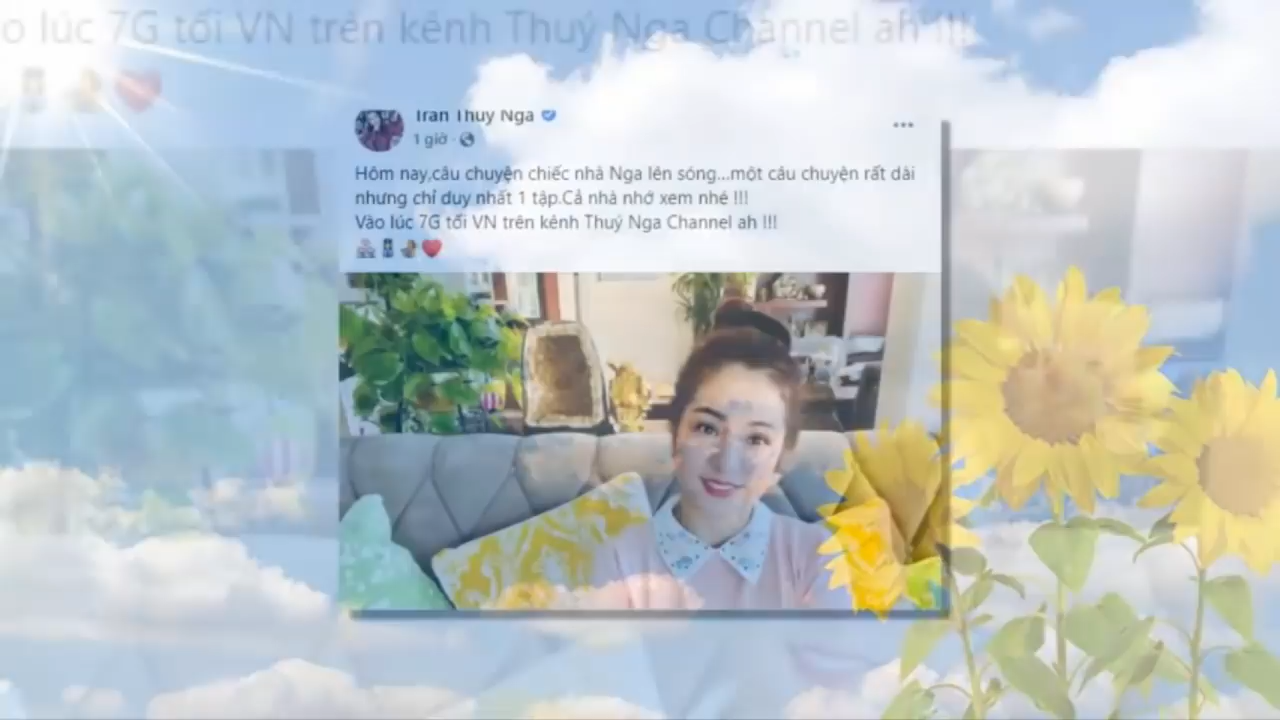 o lúc 7G tối VN trên kênh Thuý Nga Channel ah !!!
Tran Thuy Nga
1 giờ
Hôm nay,câu chuyện chiếc nhà Nga lên sóng...một câu chuyện rất dài
nhưng chỉ duy nhất 1 tập.Cả nhà nhớ xem nhé !!!
Vào lúc 7G tối VN trên kênh Thuý Nga Channel ah !!!